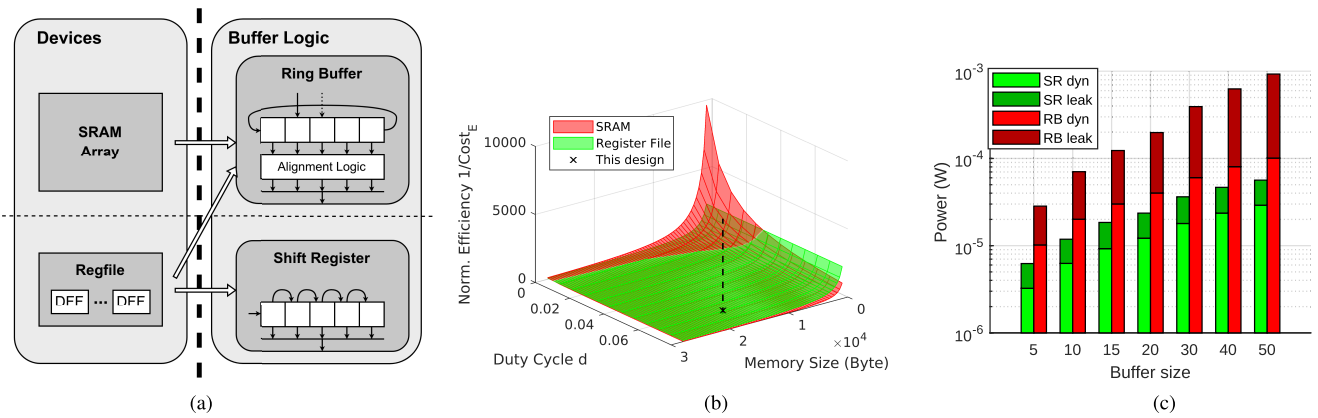 Devices
Buffer Logic
Ring Buffer
SRAM
Array
Alignment Logic
Regfile
DFF ... DFF
Shift Register
(a)
SRAM
Register File
This design
Norm. Efficiency 1/Cost_E
10000
5000
0
0
0.02
0.04
0.06
3
2
1
0
×10^4
Duty Cycle d
Memory Size (Byte)
(b)
SR dyn
SR leak
RB dyn
RB leak
Power (W)
10^-3
10^-4
10^-5
10^-6
5 10 15 20 30 40 50
Buffer size
(c)